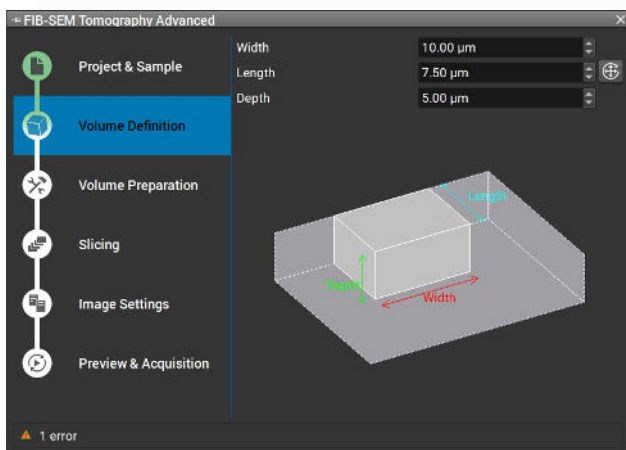 FIB-SEM Tomography Advanced
Project & Sample
Volume Definition
Volume Preparation
Slicing
Image Settings
Preview & Acquisition
Width 10.00 µm
Length 7.50 µm
Depth 5.00 µm
Length
Depth
Width
1 error